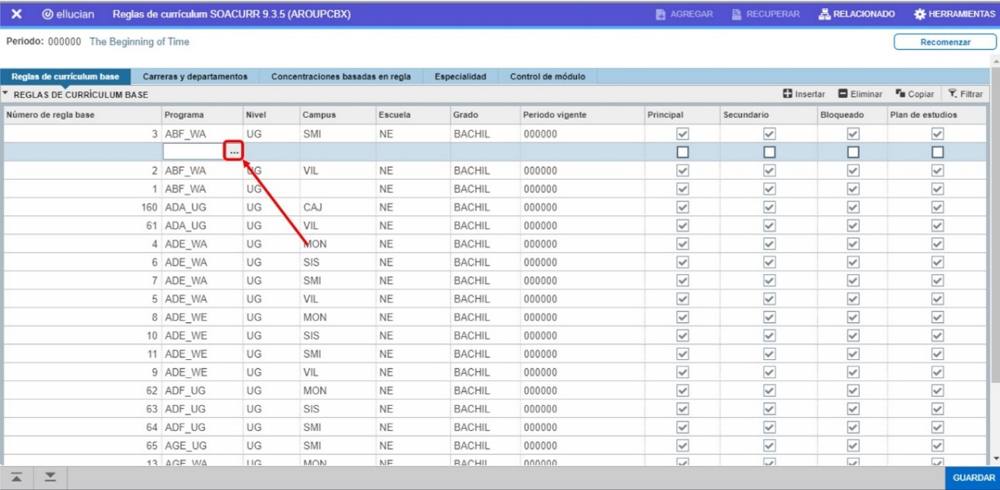 ellucian Reglas de currículum SOACURR 9.3.5 (AROUPCBX) AGREGAR RECUPERAR RELACIONADO HERRAMIENTAS
Periodo: 000000 The Beginning of Time Recomenzar
Reglas de currículum base Carreras y departamentos Concentraciones basadas en regla Especialidad Control de módulo
REGLAS DE CURRÍCULUM BASE Insertar Eliminar Copiar Filtrar
Número de regla base Programa Nivel Campus Escuela Grado Periodo vigente Principal Secundario Bloqueado Plan de estudios
3 ABF_WA UG SMI NE BACHIL 000000
...
2 ABF_WA UG VIL NE BACHIL 000000
1 ABF_WA UG NE BACHIL 000000
160 ADA_UG UG CAJ NE BACHIL 000000
61 ADA_UG UG VIL NE BACHIL 000000
4 ADE_WA UG MON NE BACHIL 000000
6 ADE_WA UG SIS NE BACHIL 000000
7 ADE_WA UG SMI NE BACHIL 000000
5 ADE_WA UG VIL NE BACHIL 000000
8 ADE_WE UG MON NE BACHIL 000000
10 ADE_WE UG SIS NE BACHIL 000000
11 ADE_WE UG SMI NE BACHIL 000000
9 ADE_WE UG VIL NE BACHIL 000000
62 ADF_UG UG MON NE BACHIL 000000
63 ADF_UG UG SIS NE BACHIL 000000
64 ADF_UG UG SMI NE BACHIL 000000
65 AGE_UG UG SMI NE BACHIL 000000
13 AGE_WA UG MON NE BACHIL 000000
GUARDAR